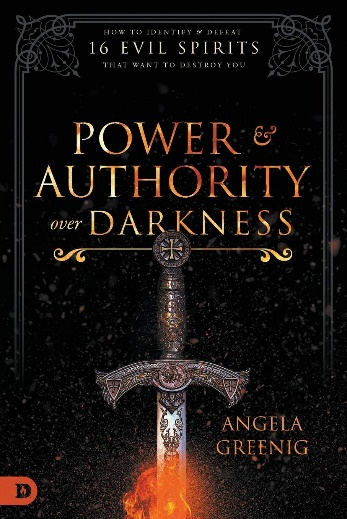 HOW TO IDENTIFY & DEFEAT
16 EVIL SPIRITS
THAT WANT TO DESTROY YOU
POWER &
AUTHORITY
over DARKNESS
ANGELA
GREENIG
D